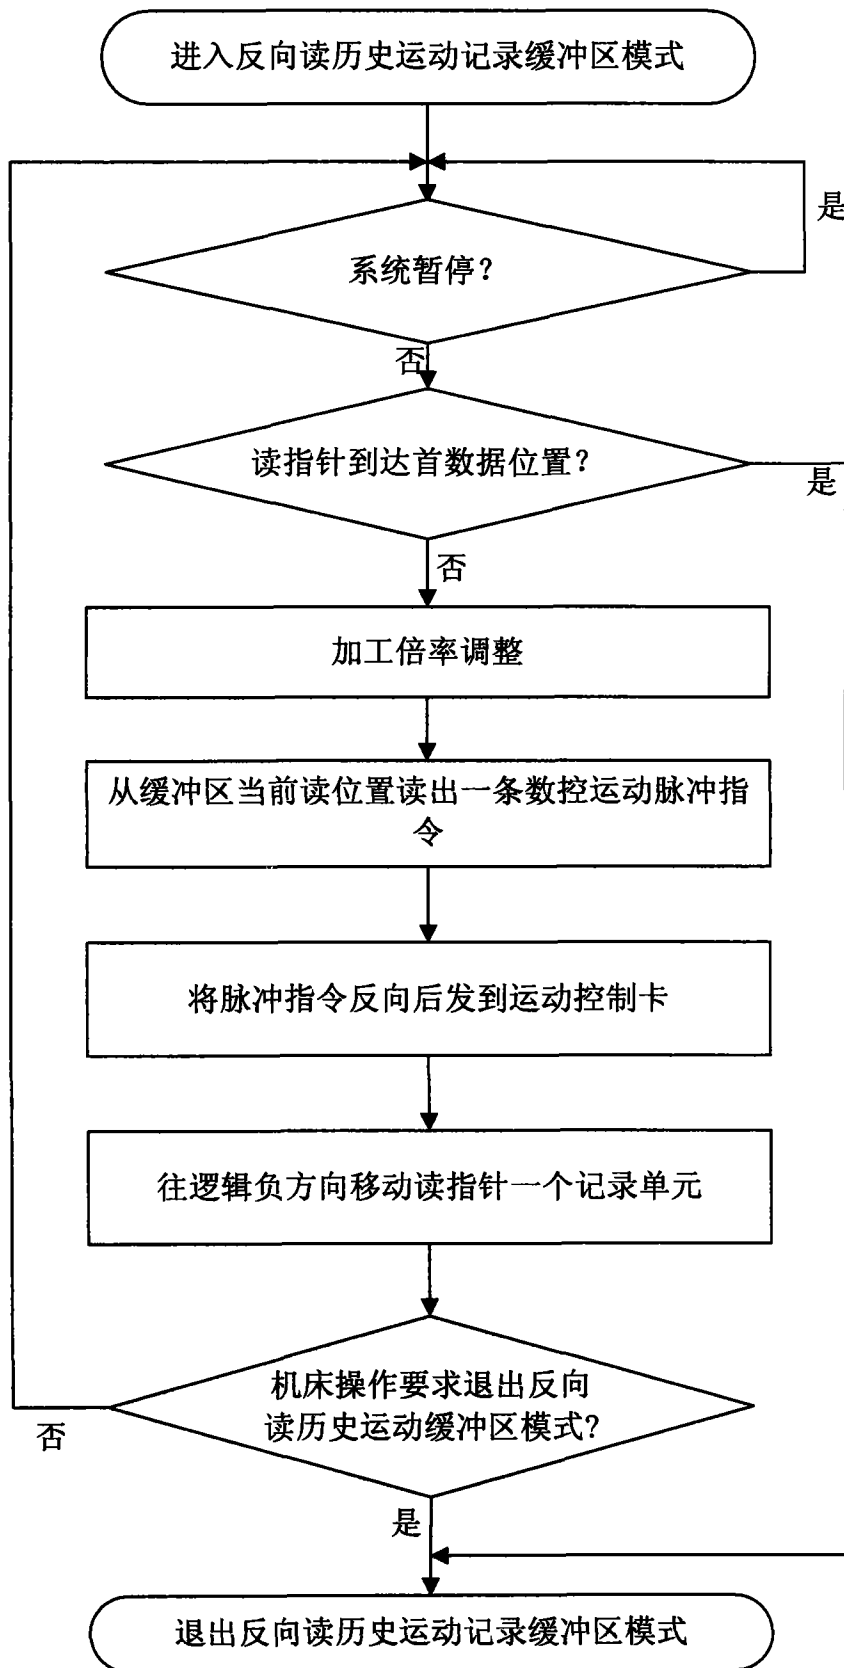 进入反向读历史运动记录缓冲区模式
是
系统暂停?
否
读指针到达首数据位置?
是
否
加工倍率调整
从缓冲区当前读位置读出一条数控运动脉冲指
令
将脉冲指令反向后发到运动控制卡
往逻辑负方向移动读指针一个记录单元
机床操作要求退出反向
读历史运动缓冲区模式?
否
是
退出反向读历史运动记录缓冲区模式